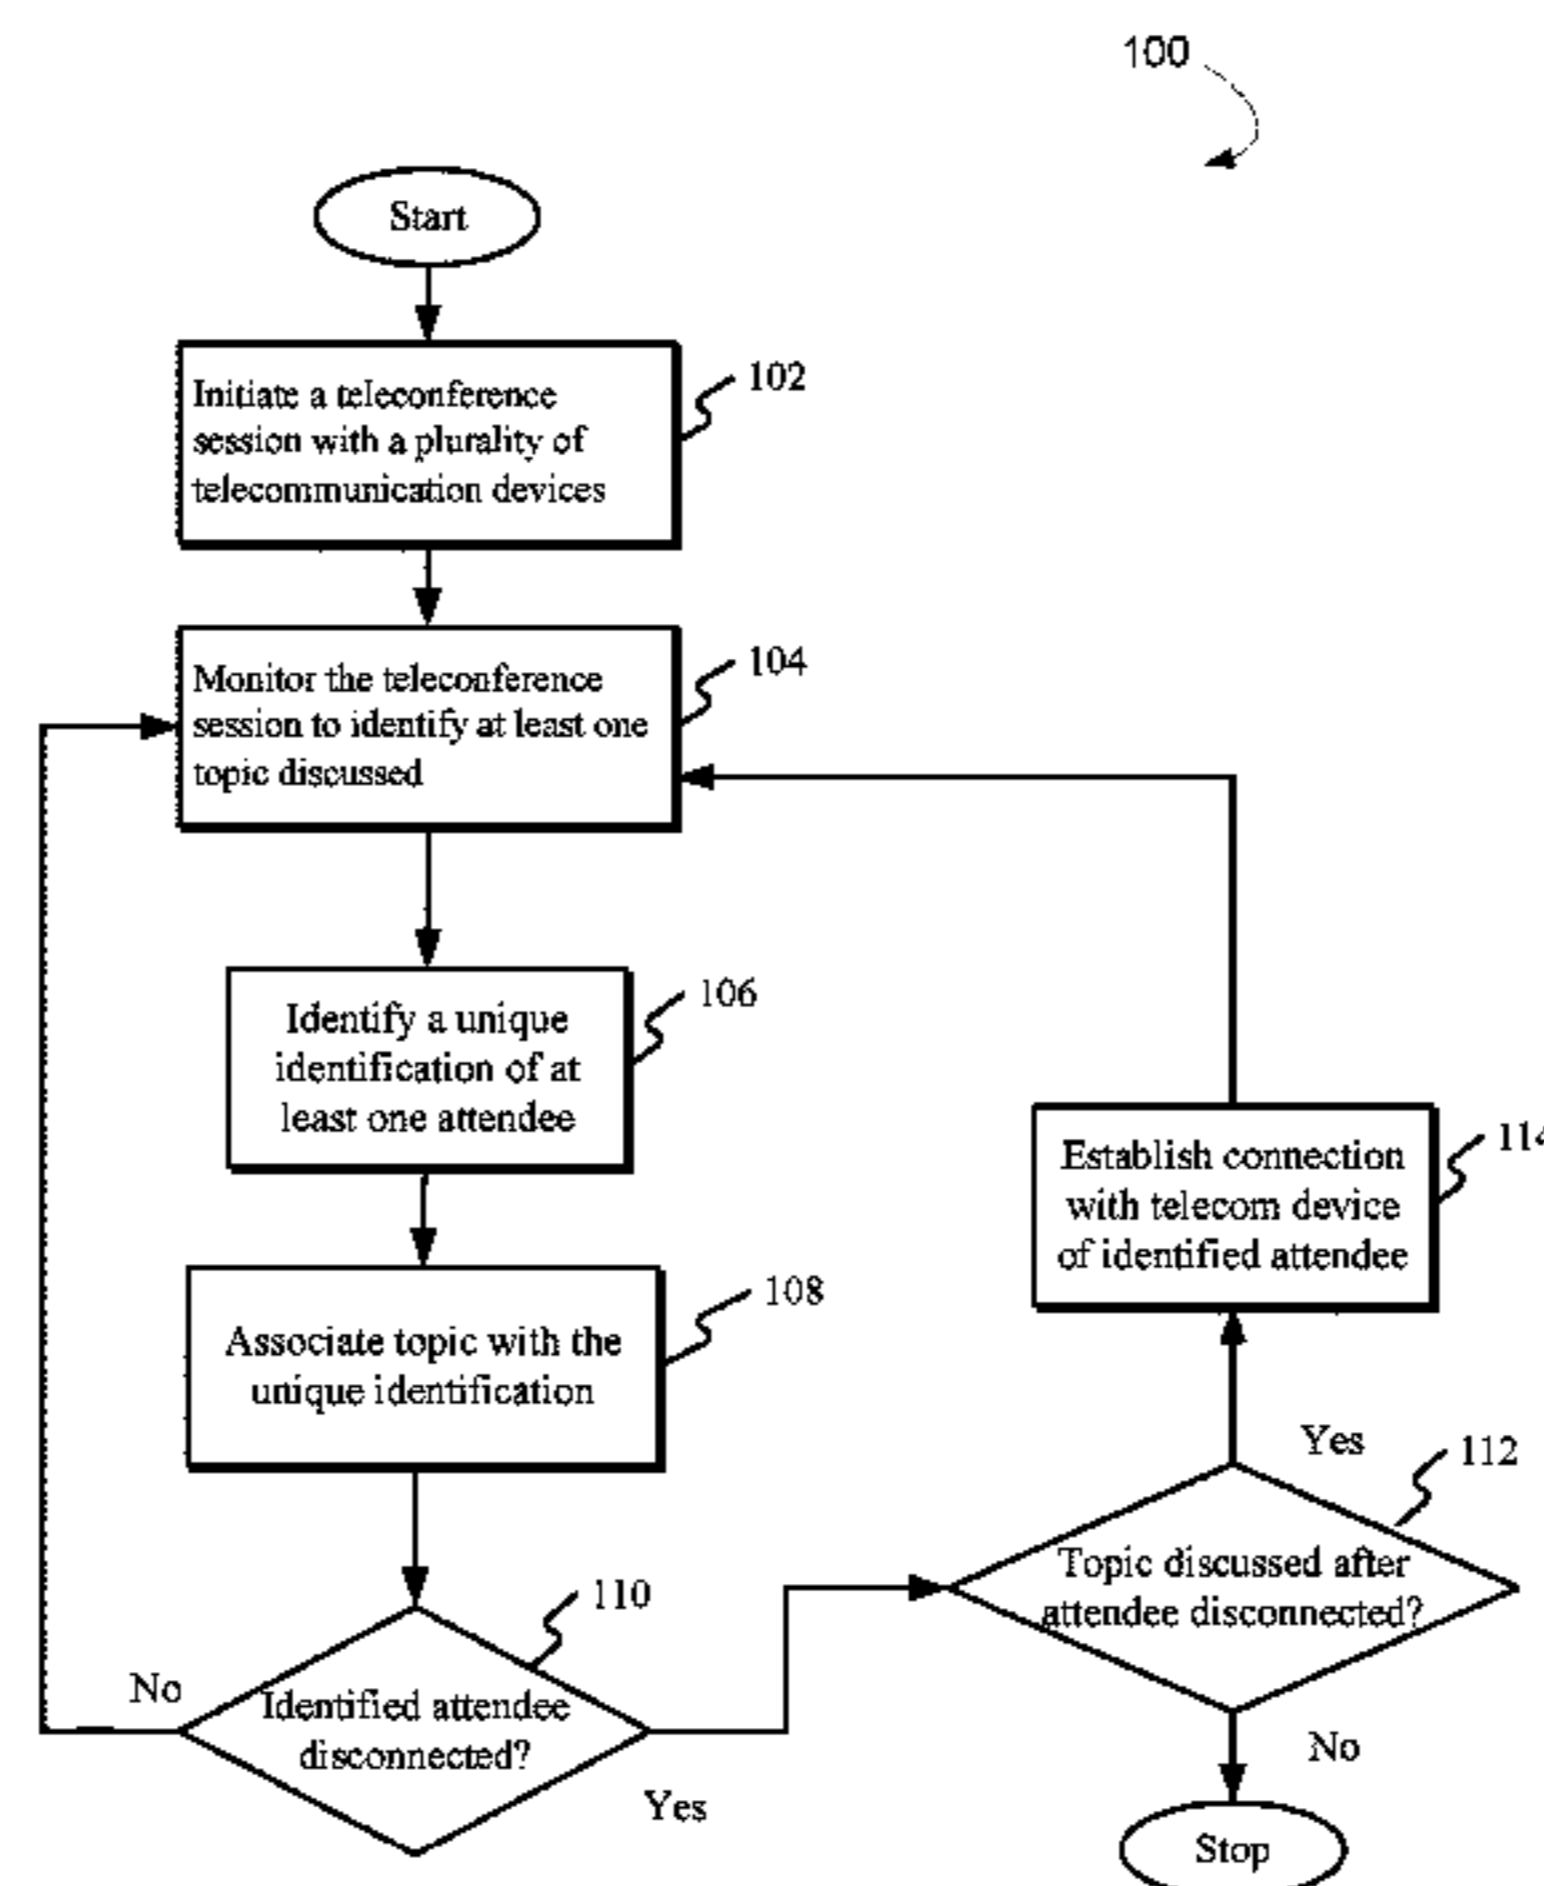 100
Start
Initiate a teleconference
session with a plurality of
telecommunication devices
102
Monitor the teleconference
session to identify at least one
topic discussed
104
Identify a unique
identification of at
least one attendee
106
Associate topic with the
unique identification
108
Identified attendee
disconnected?
110
No
Yes
Establish connection
with telecom device
of identified attendee
114
Yes
112
Topic discussed after
attendee disconnected?
No
Stop